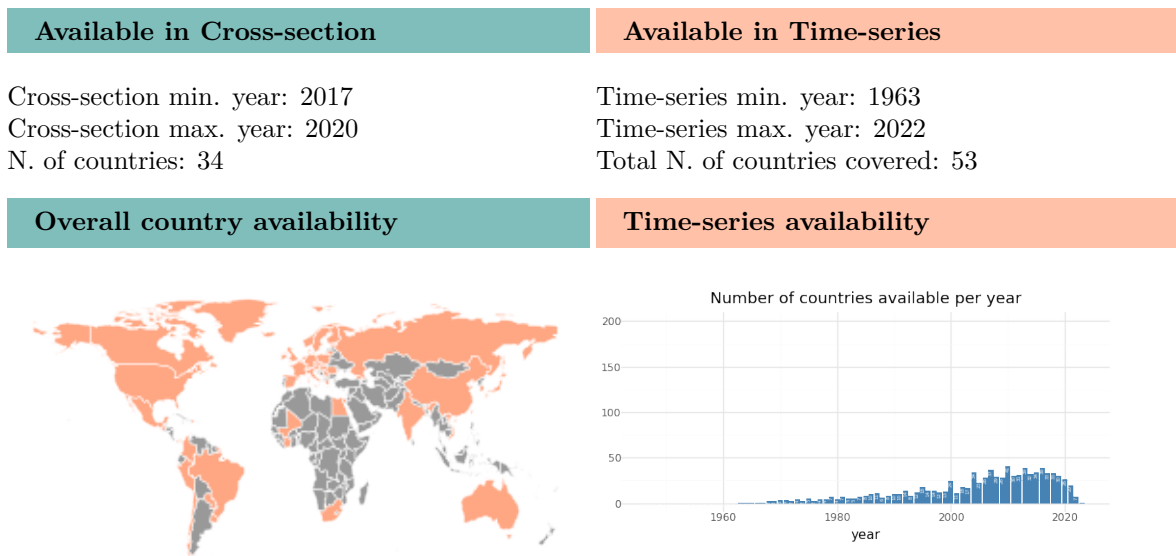 Available in Cross-section
Available in Time-series
Cross-section min. year: 2017
Cross-section max. year: 2020
N. of countries: 34
Time-series min. year: 1963
Time-series max. year: 2022
Total N. of countries covered: 53
Overall country availability
Time-series availability
Number of countries available per year
200
150
100
50
0
1960 1980 2000 2020
year